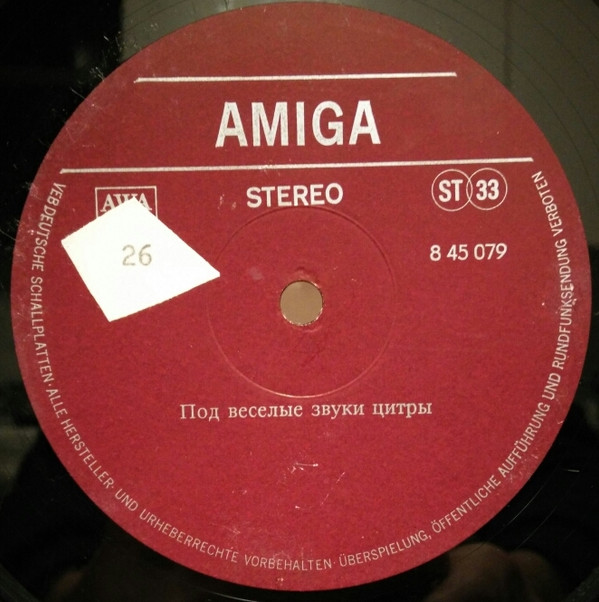 AMIGA
AWA
STEREO
ST 33
26
8 45 079
Под веселые звуки цитры
VEB DEUTSCHE SCHALLPLATTEN · ALLE HERSTELLER- UND URHEBERRECHTE VORBEHALTEN · ÜBERSPIELUNG, ÖFFENTLICHE AUFFÜHRUNG UND RUNDFUNKSENDUNG VERBOTEN